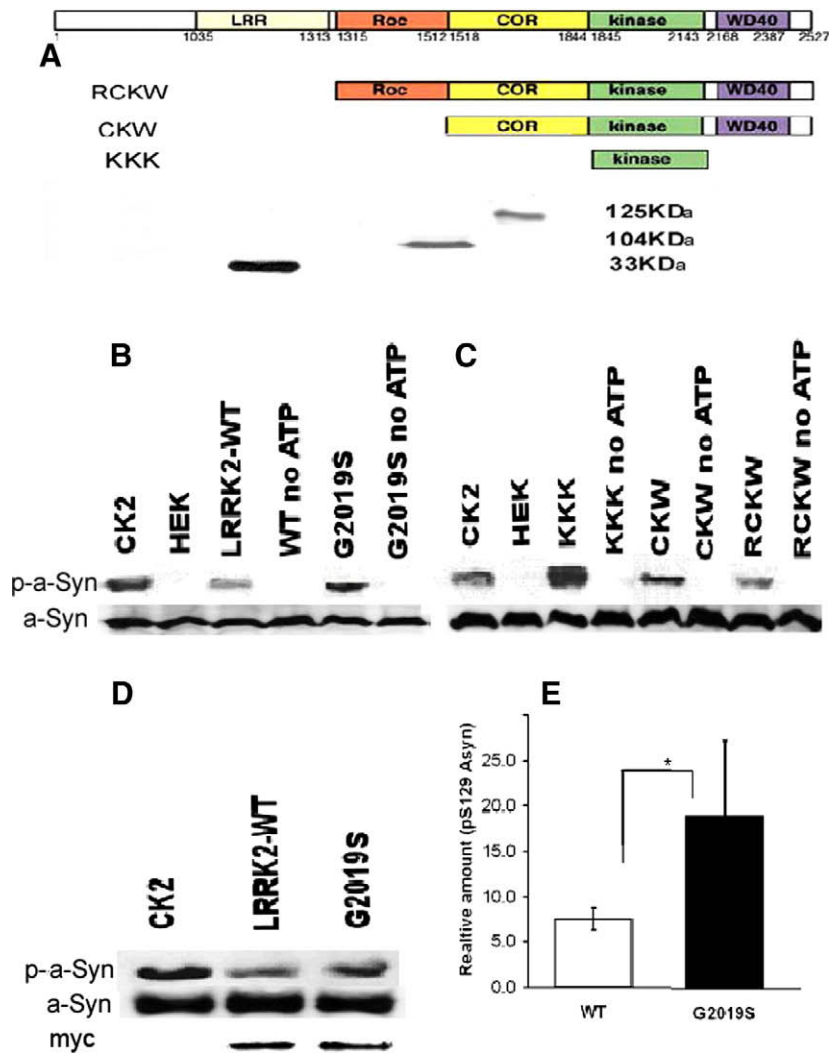 LRR Roc COR kinase WD40
1 1035 1313 1315 1512 1518 1844 1845 2143 2168 2387 2527
A
RCKW Roc COR kinase WD40
CKW COR kinase WD40
KKK kinase
125KDa
104KDa
33KDa
B
CK2 HEK LRRK2-WT WT no ATP G2019S G2019S no ATP
C
CK2 HEK KKK KKK no ATP CKW CKW no ATP RCKW RCKW no ATP
p-a-Syn
a-Syn
D
CK2 LRRK2-WT G2019S
p-a-Syn
a-Syn
myc
E
Realtive amount (pS129 Asyn)
25.0
20.0
15.0
10.0
5.0
0.0
*
WT G2019S